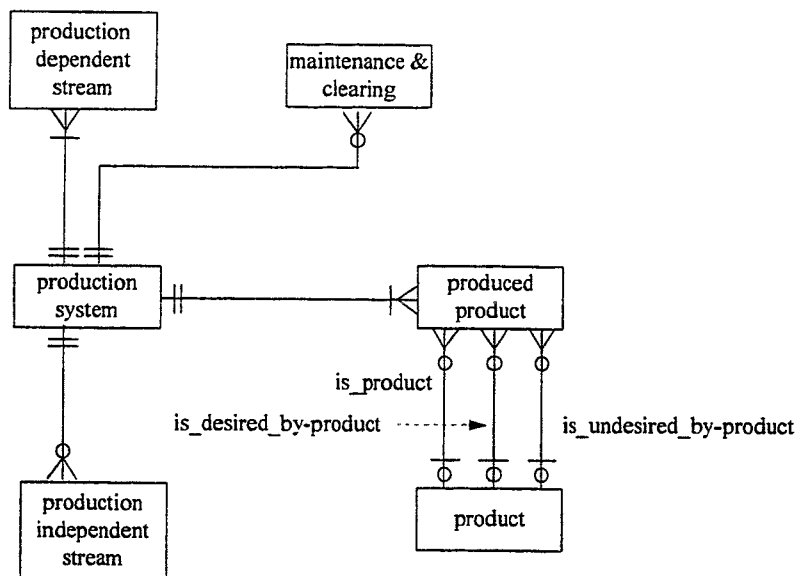 production
dependent
stream
maintenance &
clearing
production
system
produced
product
is_product
is_desired_by-product
is_undesired_by-product
production
independent
stream
product